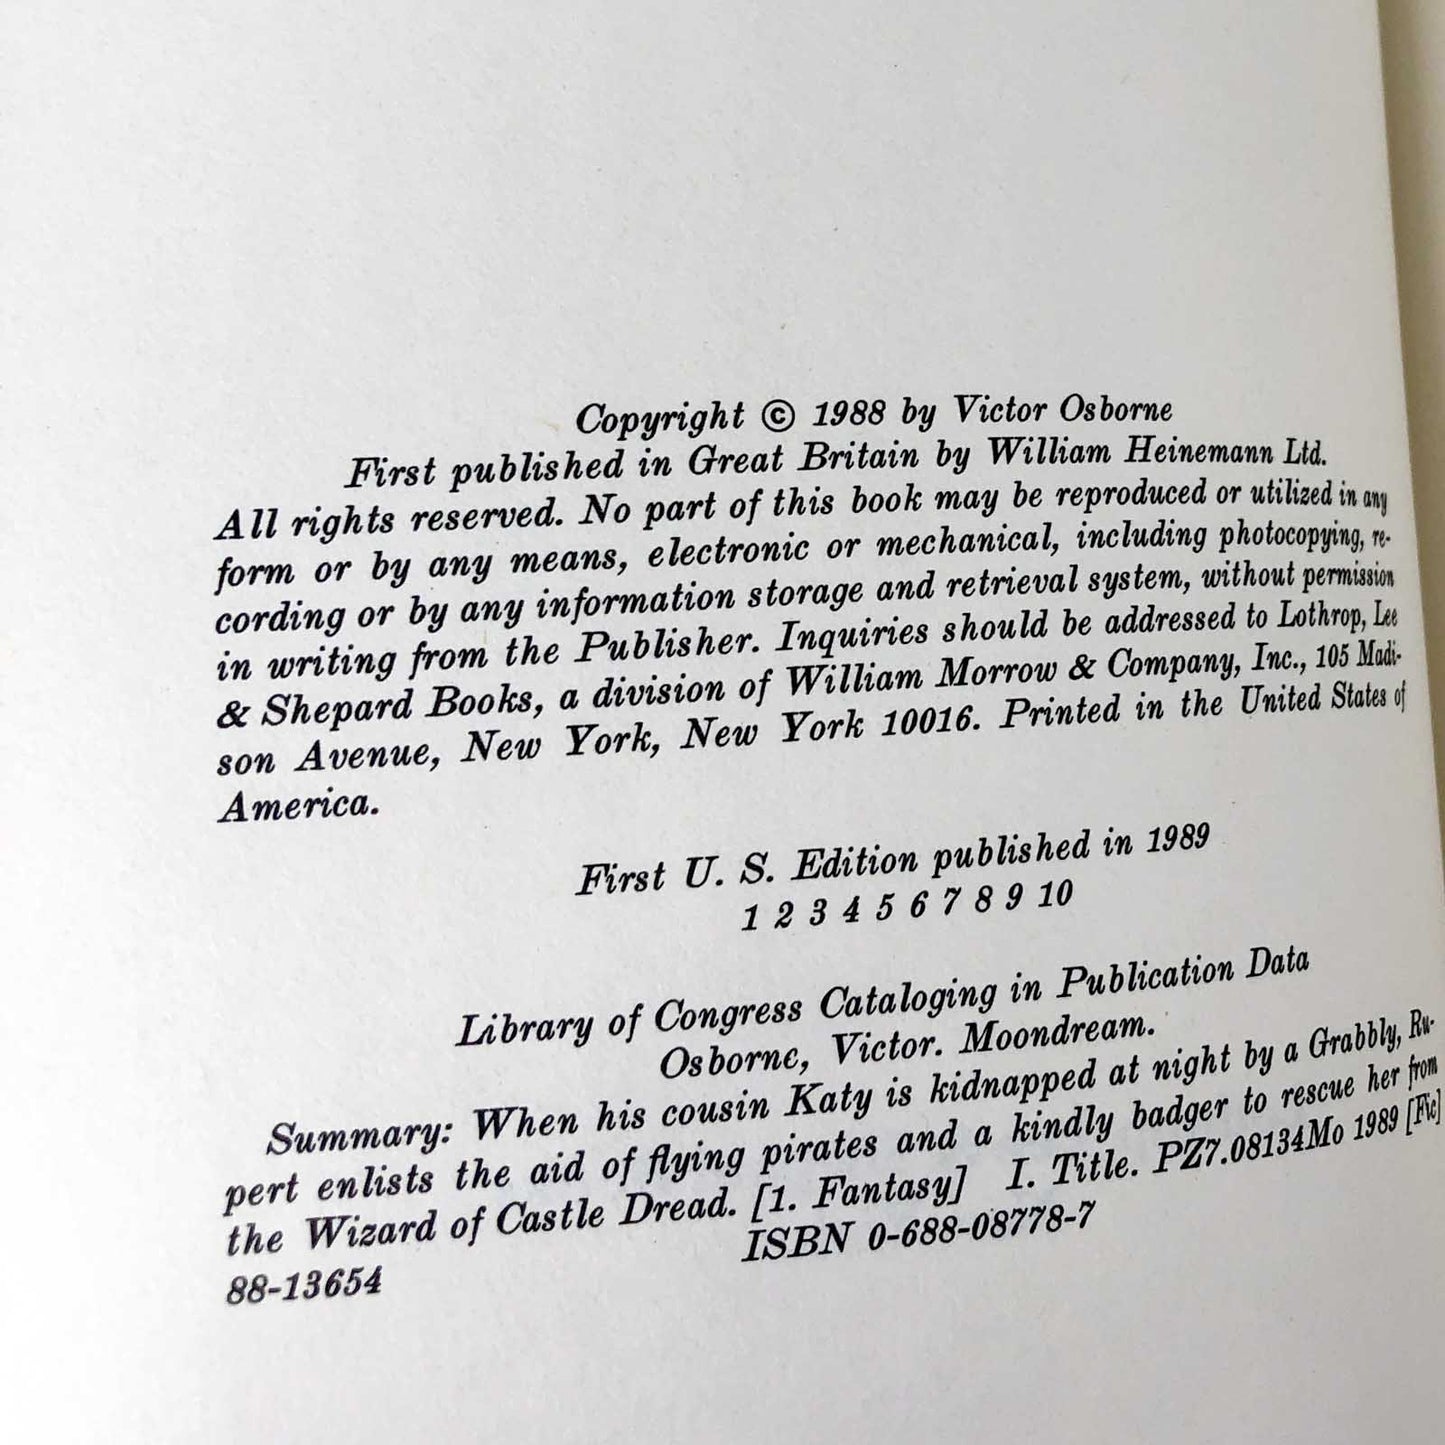 Copyright © 1988 by Victor Osborne
First published in Great Britain by William Heinemann Ltd.
All rights reserved. No part of this book may be reproduced or utilized in any
form or by any means, electronic or mechanical, including photocopying, re-
cording or by any information storage and retrieval system, without permission
in writing from the Publisher. Inquiries should be addressed to Lothrop, Lee
& Shepard Books, a division of William Morrow & Company, Inc., 105 Madi-
son Avenue, New York, New York 10016. Printed in the United States of
America.
First U. S. Edition published in 1989
1 2 3 4 5 6 7 8 9 10
Library of Congress Cataloging in Publication Data
Osborne, Victor. Moondream.
Summary: When his cousin Katy is kidnapped at night by a Grabbly, Ru-
pert enlists the aid of flying pirates and a kindly badger to rescue her from
the Wizard of Castle Dread. [1. Fantasy] I. Title. PZ7.08134Mo 1989 [Fic]
88-13654 ISBN 0-688-08778-7